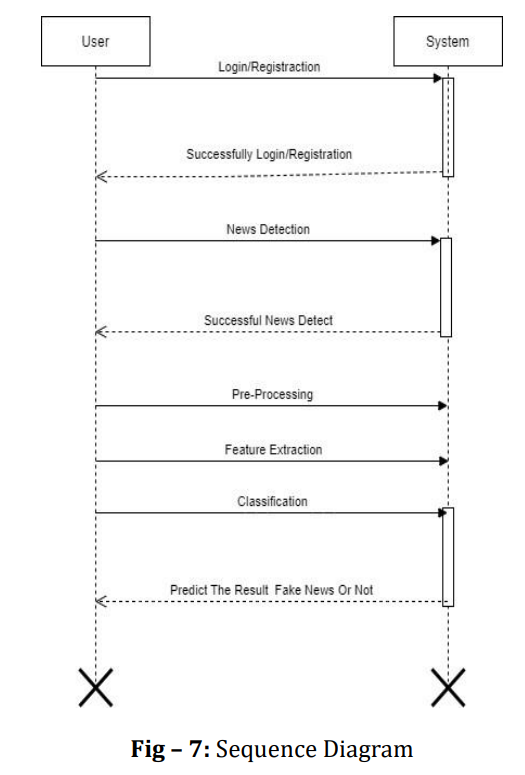 User
System
Login/Registraction
Successfully Login/Registration
News Detection
Successful News Detect
Pre-Processing
Feature Extraction
Classification
Predict The Result Fake News Or Not
Fig – 7: Sequence Diagram